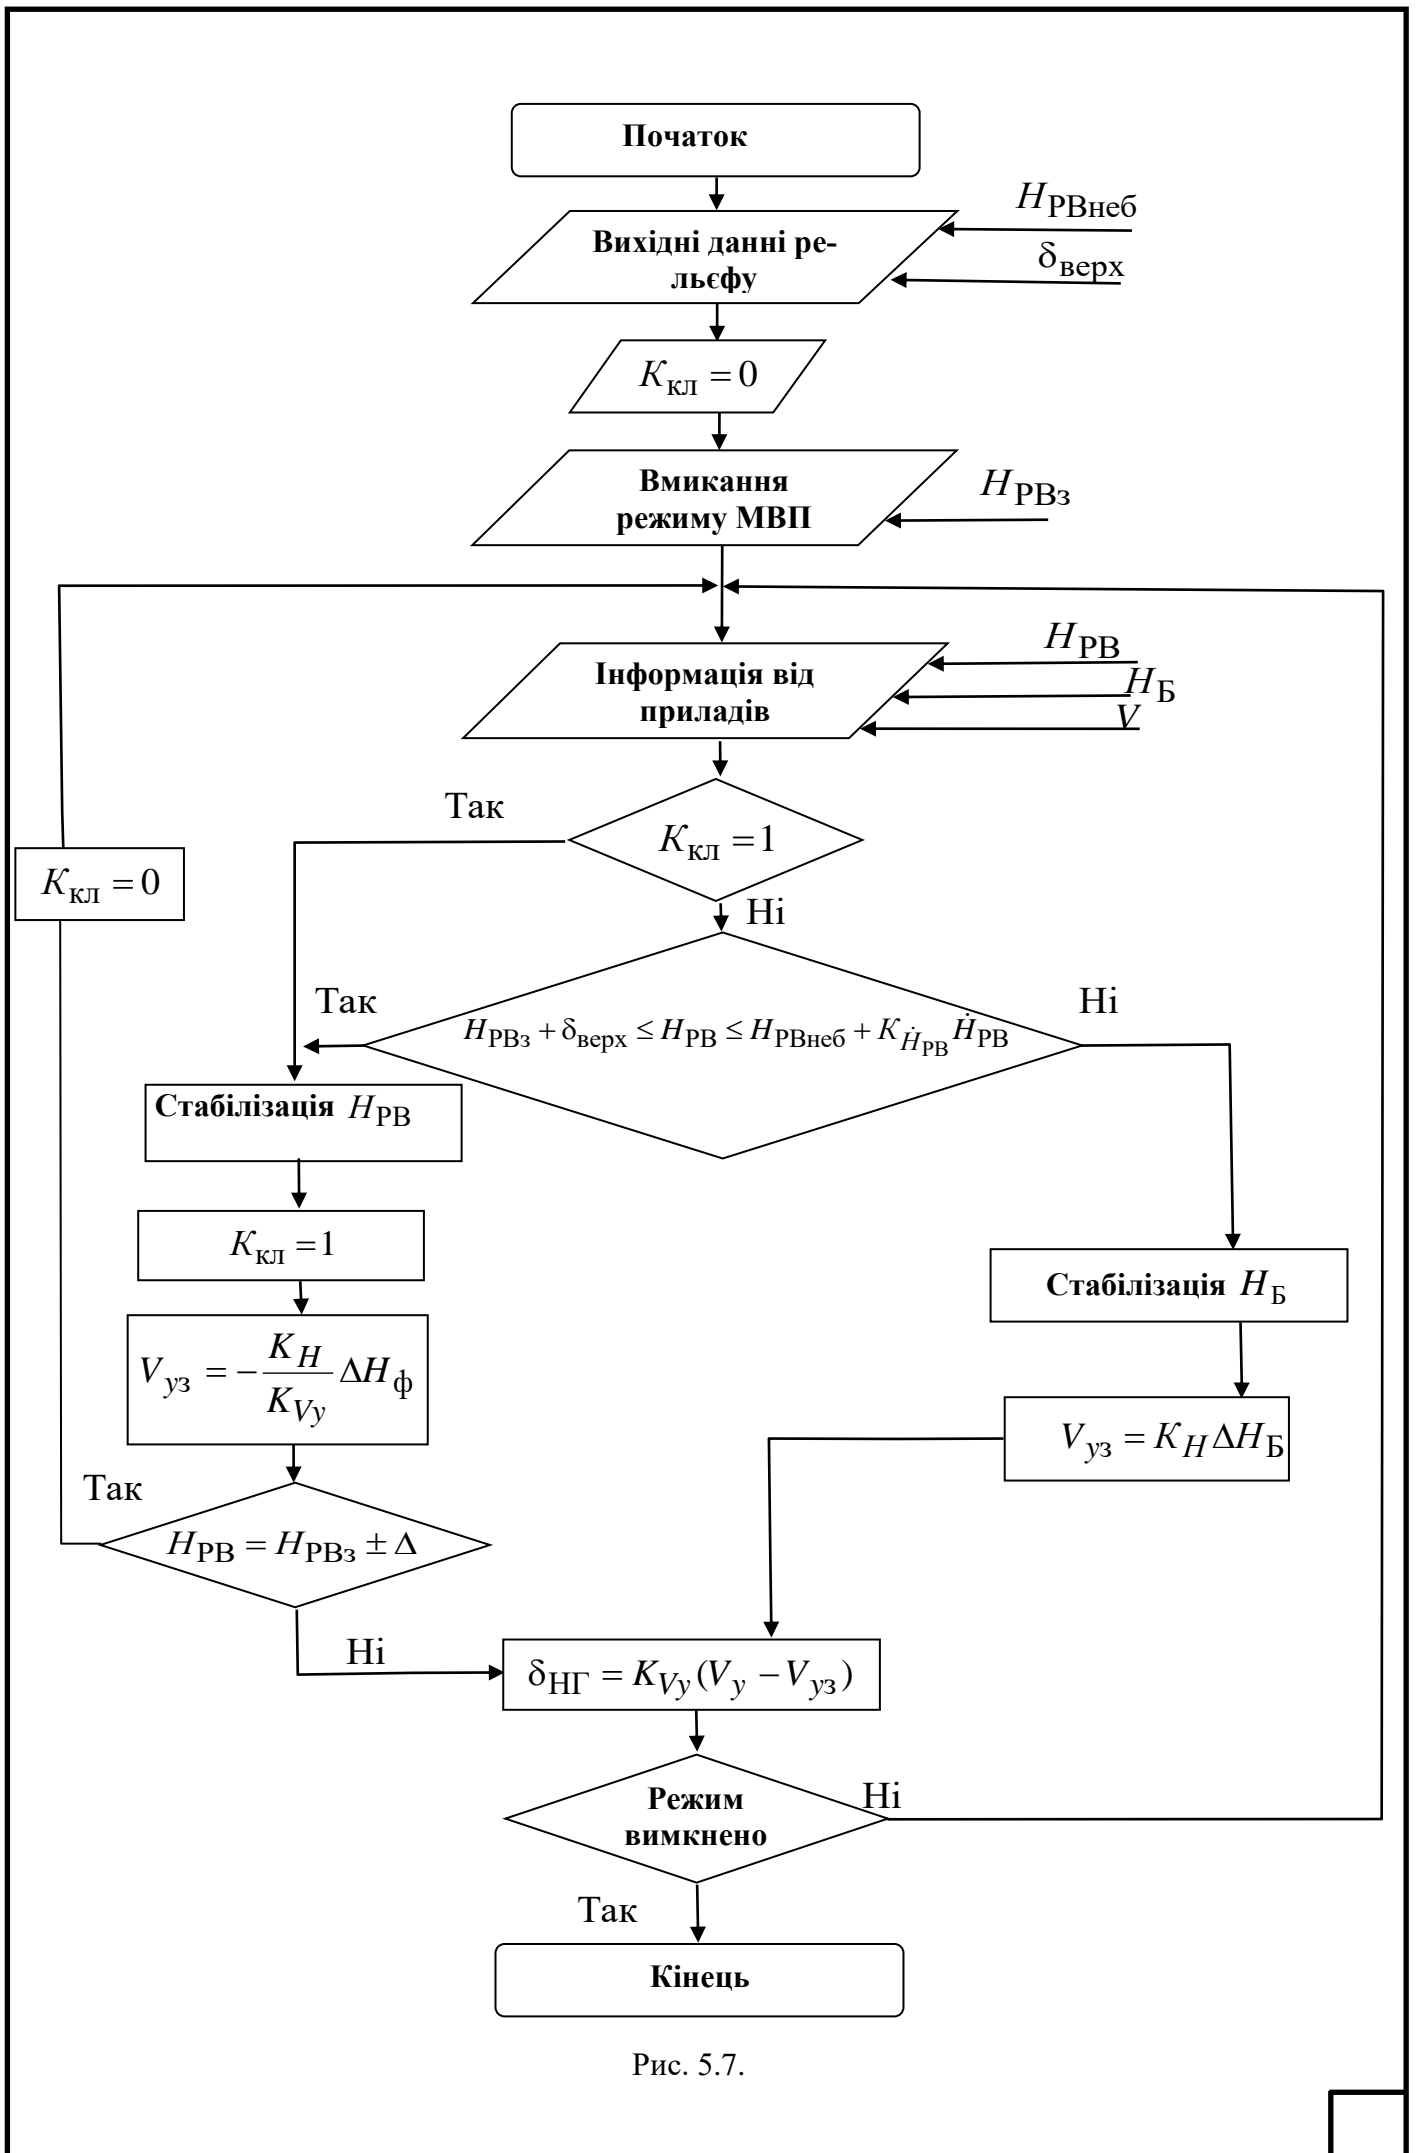 Початок
H_РВнеб
Вихідні данні ре-
льєфу
δ_верх
K_кл = 0
Вмикання
режиму МВП
H_РВз
H_РВ
Інформація від
приладів
H_Б
V
Так
K_кл = 1
K_кл = 0
Ні
Так
Ні
H_РВз + δ_верх ≤ H_РВ ≤ H_РВнеб + K_Ḣ_РВ Ḣ_РВ
Стабілізація H_РВ
K_кл = 1
Стабілізація H_Б
V_yз = − K_H / K_Vy ΔH_ф
V_yз = K_H ΔH_Б
Так
H_РВ = H_РВз ± Δ
Ні
δ_НГ = K_Vy (V_y − V_yз)
Режим
вимкнено
Ні
Так
Кінець
Рис. 5.7.